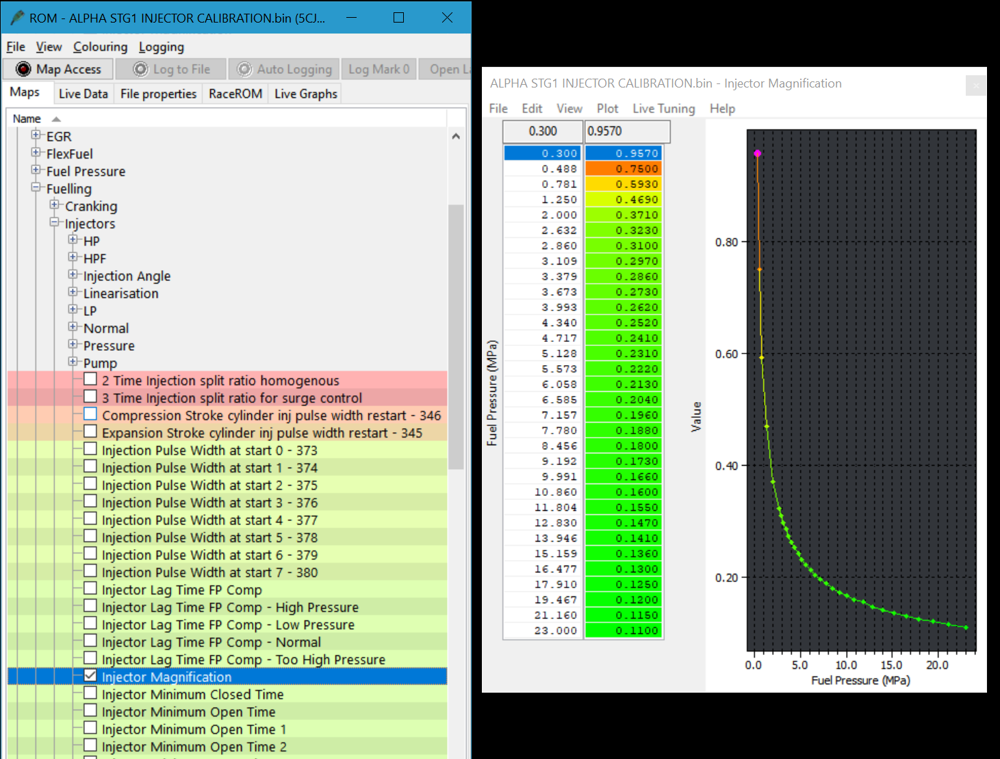 ROM - ALPHA STG1 INJECTOR CALIBRATION.bin (5CJ...
File View Colouring Logging
Map Access Log to File Auto Logging Log Mark 0 Open L
Maps Live Data File properties RaceROM Live Graphs
Name
EGR
FlexFuel
Fuel Pressure
Fuelling
Cranking
Injectors
HP
HPF
Injection Angle
Linearisation
LP
Normal
Pressure
Pump
2 Time Injection split ratio homogenous
3 Time Injection split ratio for surge control
Compression Stroke cylinder inj pulse width restart - 346
Expansion Stroke cylinder inj pulse width restart - 345
Injection Pulse Width at start 0 - 373
Injection Pulse Width at start 1 - 374
Injection Pulse Width at start 2 - 375
Injection Pulse Width at start 3 - 376
Injection Pulse Width at start 4 - 377
Injection Pulse Width at start 5 - 378
Injection Pulse Width at start 6 - 379
Injection Pulse Width at start 7 - 380
Injector Lag Time FP Comp
Injector Lag Time FP Comp - High Pressure
Injector Lag Time FP Comp - Low Pressure
Injector Lag Time FP Comp - Normal
Injector Lag Time FP Comp - Too High Pressure
Injector Magnification
Injector Minimum Closed Time
Injector Minimum Open Time
Injector Minimum Open Time 1
Injector Minimum Open Time 2
ALPHA STG1 INJECTOR CALIBRATION.bin - Injector Magnification
File Edit View Plot Live Tuning Help
0.300 0.9570
0.300 0.9570
0.488 0.7500
0.781 0.5930
1.250 0.4690
2.000 0.3710
2.632 0.3230
2.860 0.3100
3.109 0.2970
3.379 0.2860
3.673 0.2730
3.993 0.2620
4.340 0.2520
4.717 0.2410
5.128 0.2310
5.573 0.2220
6.058 0.2130
6.585 0.2040
7.157 0.1960
7.780 0.1880
8.456 0.1800
9.192 0.1730
9.991 0.1660
10.860 0.1600
11.804 0.1550
12.830 0.1470
13.946 0.1410
15.159 0.1360
16.477 0.1300
17.910 0.1250
19.467 0.1200
21.160 0.1150
23.000 0.1100
Fuel Pressure (MPa)
Value
0.80
0.60
0.40
0.20
0.0 5.0 10.0 15.0 20.0
Fuel Pressure (MPa)